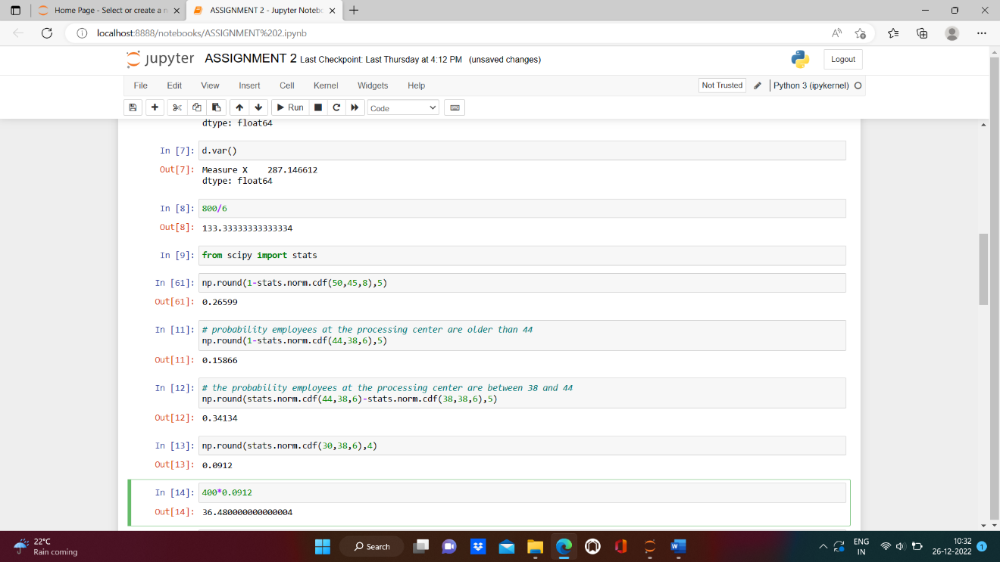 Home Page - Select or create a n
ASSIGNMENT 2 - Jupyter Notebo
localhost:8888/notebooks/ASSIGNMENT%202.ipynb
jupyter ASSIGNMENT 2 Last Checkpoint: Last Thursday at 4:12 PM (unsaved changes)
Logout
File Edit View Insert Cell Kernel Widgets Help
Not Trusted
Python 3 (ipykernel)
Run
Code
dtype: float64
In [7]: d.var()
Out[7]: Measure X    287.146612
dtype: float64
In [8]: 800/6
Out[8]: 133.33333333333334
In [9]: from scipy import stats
In [61]: np.round(1-stats.norm.cdf(50,45,8),5)
Out[61]: 0.26599
In [11]: # probability employees at the processing center are older than 44
np.round(1-stats.norm.cdf(44,38,6),5)
Out[11]: 0.15866
In [12]: # the probability employees at the processing center are between 38 and 44
np.round(stats.norm.cdf(44,38,6)-stats.norm.cdf(38,38,6),5)
Out[12]: 0.34134
In [13]: np.round(stats.norm.cdf(30,38,6),4)
Out[13]: 0.0912
In [14]: 400*0.0912
Out[14]: 36.480000000000004
22°C
Rain coming
Search
ENG
IN
10:32
26-12-2022
1